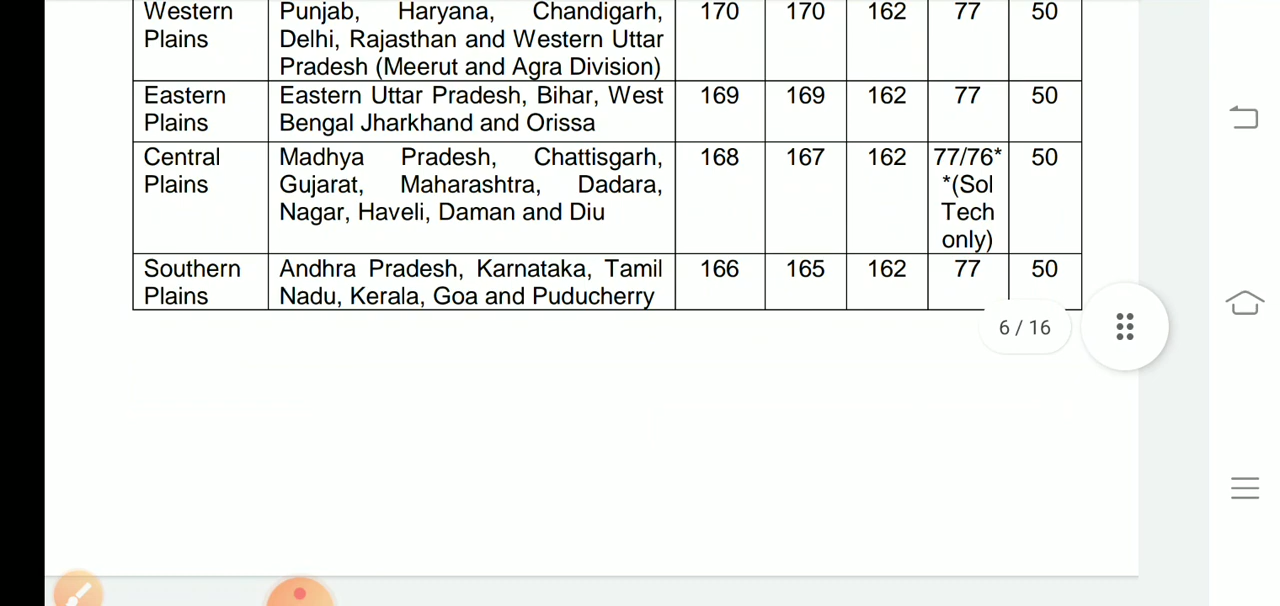 Western Punjab, Haryana, Chandigarh, 170 170 162 77 50
Plains Delhi, Rajasthan and Western Uttar
Pradesh (Meerut and Agra Division)
Eastern Eastern Uttar Pradesh, Bihar, West 169 169 162 77 50
Plains Bengal Jharkhand and Orissa
Central Madhya Pradesh, Chattisgarh, 168 167 162 77/76* 50
Plains Gujarat, Maharashtra, Dadara, *(Sol
Nagar, Haveli, Daman and Diu Tech
only)
Southern Andhra Pradesh, Karnataka, Tamil 166 165 162 77 50
Plains Nadu, Kerala, Goa and Puducherry
6 / 16